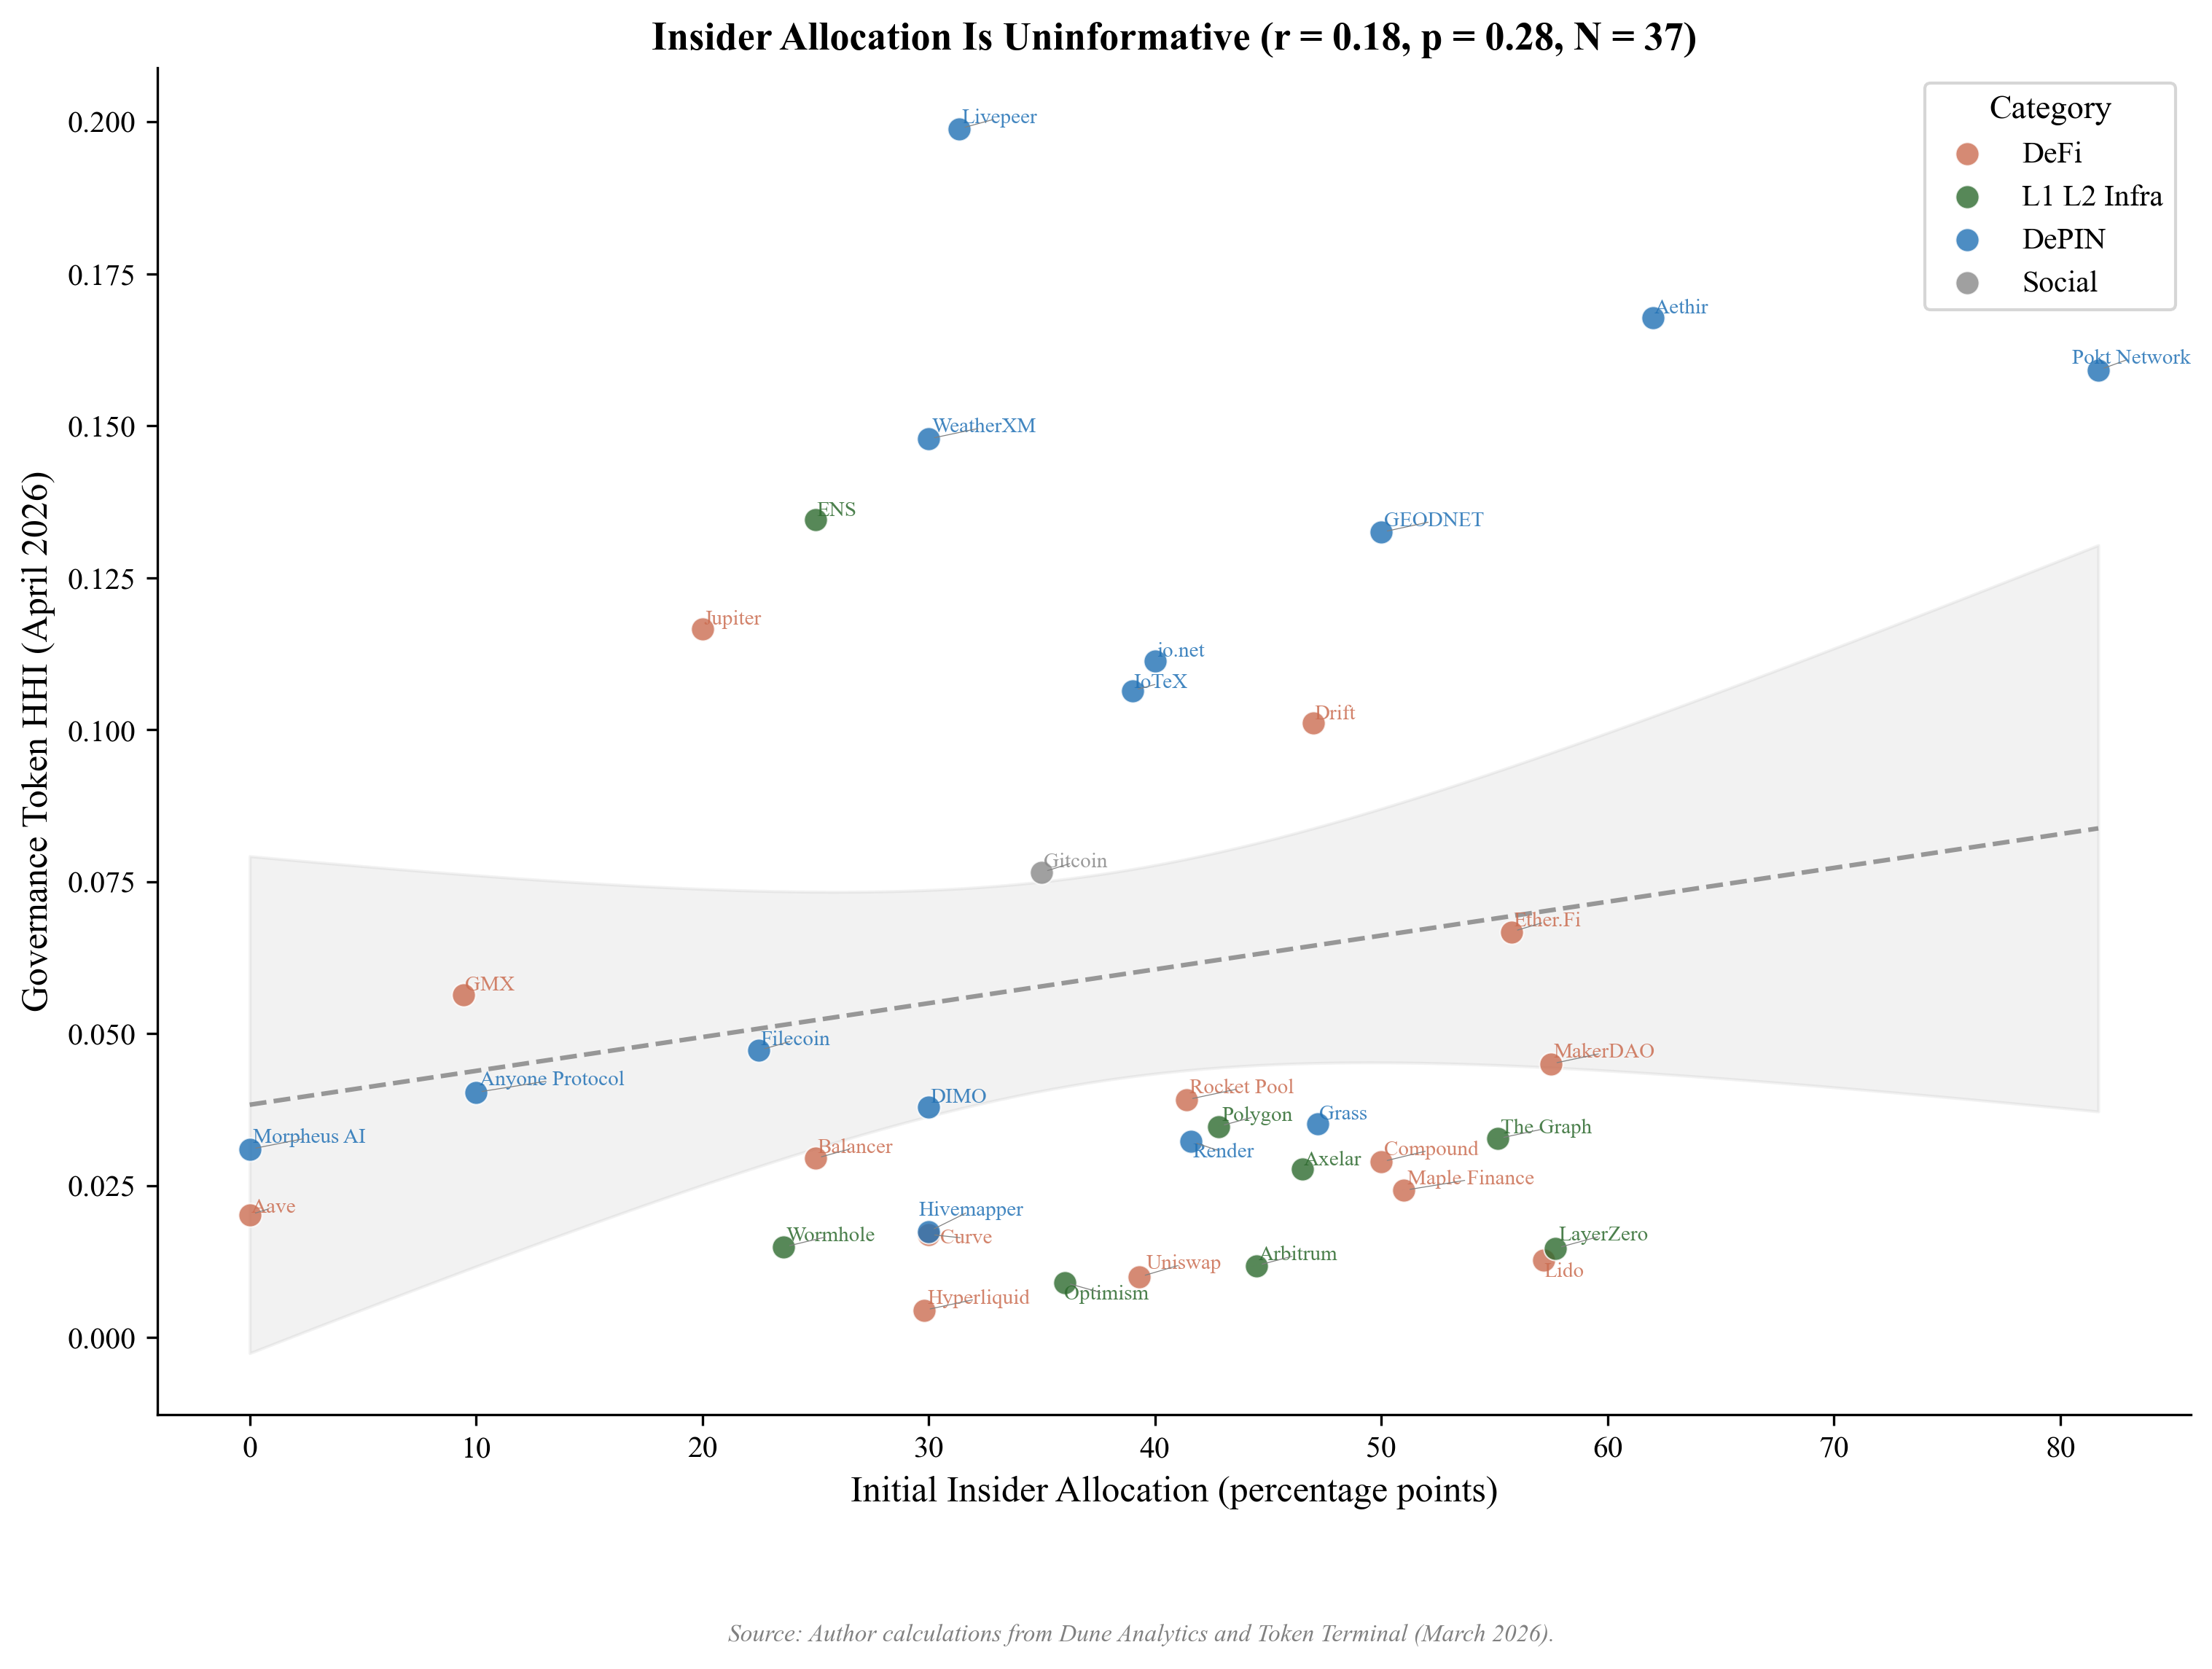 Insider Allocation Is Uninformative (r = 0.18, p = 0.28, N = 37)
Governance Token HHI (April 2026)
0.200
0.175
0.150
0.125
0.100
0.075
0.050
0.025
0.000
Category
DeFi
L1 L2 Infra
DePIN
Social
Livepeer
Aethir
Pokt Network
WeatherXM
ENS
GEODNET
Jupiter
io.net
IoTeX
Drift
Gitcoin
Ether.Fi
GMX
Filecoin
MakerDAO
Anyone Protocol
DIMO
Rocket Pool
Polygon
Grass
Morpheus AI
Balancer
Render
The Graph
Compound
Axelar
Maple Finance
Aave
Hivemapper
Curve
Wormhole
LayerZero
Lido
Uniswap
Arbitrum
Optimism
Hyperliquid
0
10
20
30
40
50
60
70
80
Initial Insider Allocation (percentage points)
Source: Author calculations from Dune Analytics and Token Terminal (March 2026).